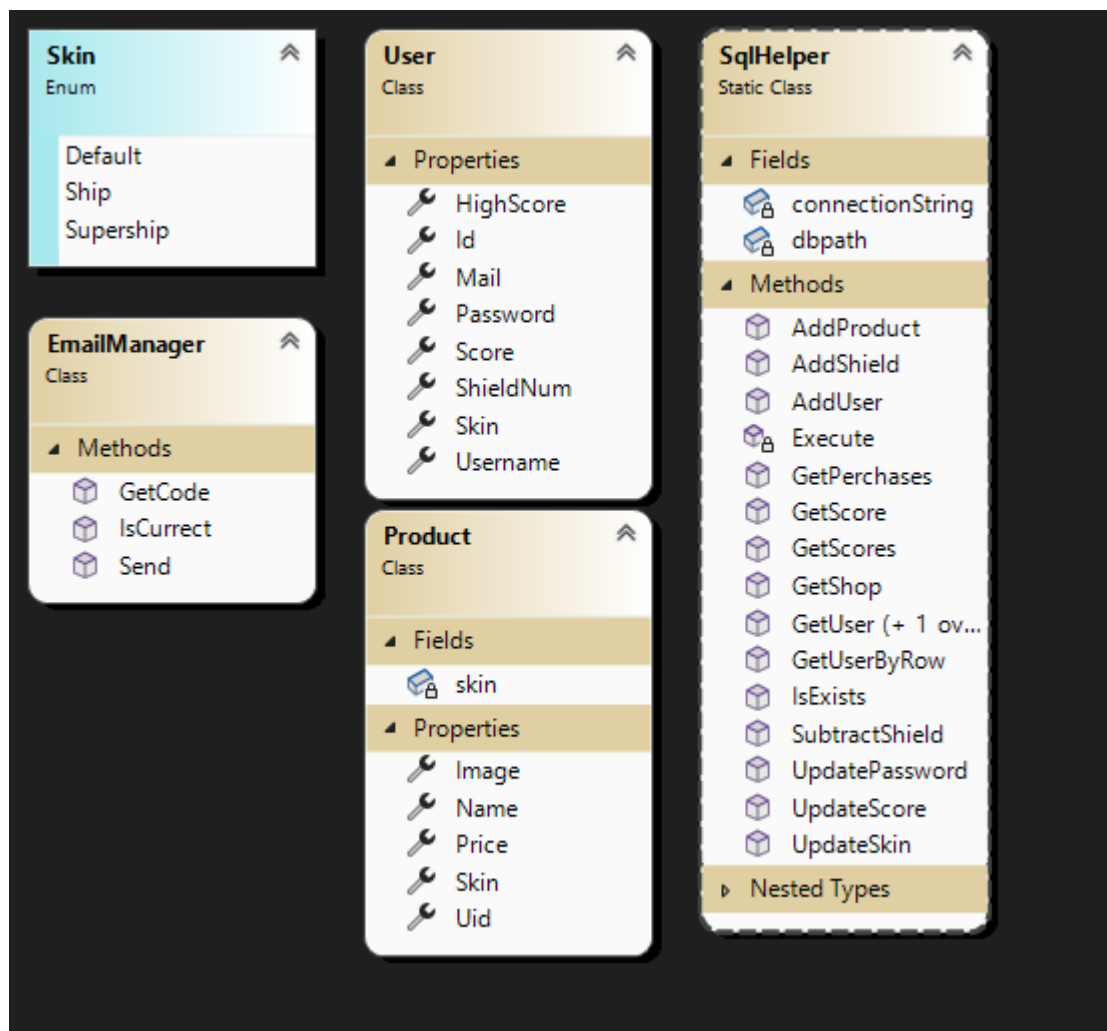 Skin
Enum
Default
Ship
Supership
EmailManager
Class
Methods
GetCode
IsCurrect
Send
User
Class
Properties
HighScore
Id
Mail
Password
Score
ShieldNum
Skin
Username
Product
Class
Fields
skin
Properties
Image
Name
Price
Skin
Uid
SqlHelper
Static Class
Fields
connectionString
dbpath
Methods
AddProduct
AddShield
AddUser
Execute
GetPerchases
GetScore
GetScores
GetShop
GetUser (+ 1 ov...
GetUserByRow
IsExists
SubtractShield
UpdatePassword
UpdateScore
UpdateSkin
Nested Types